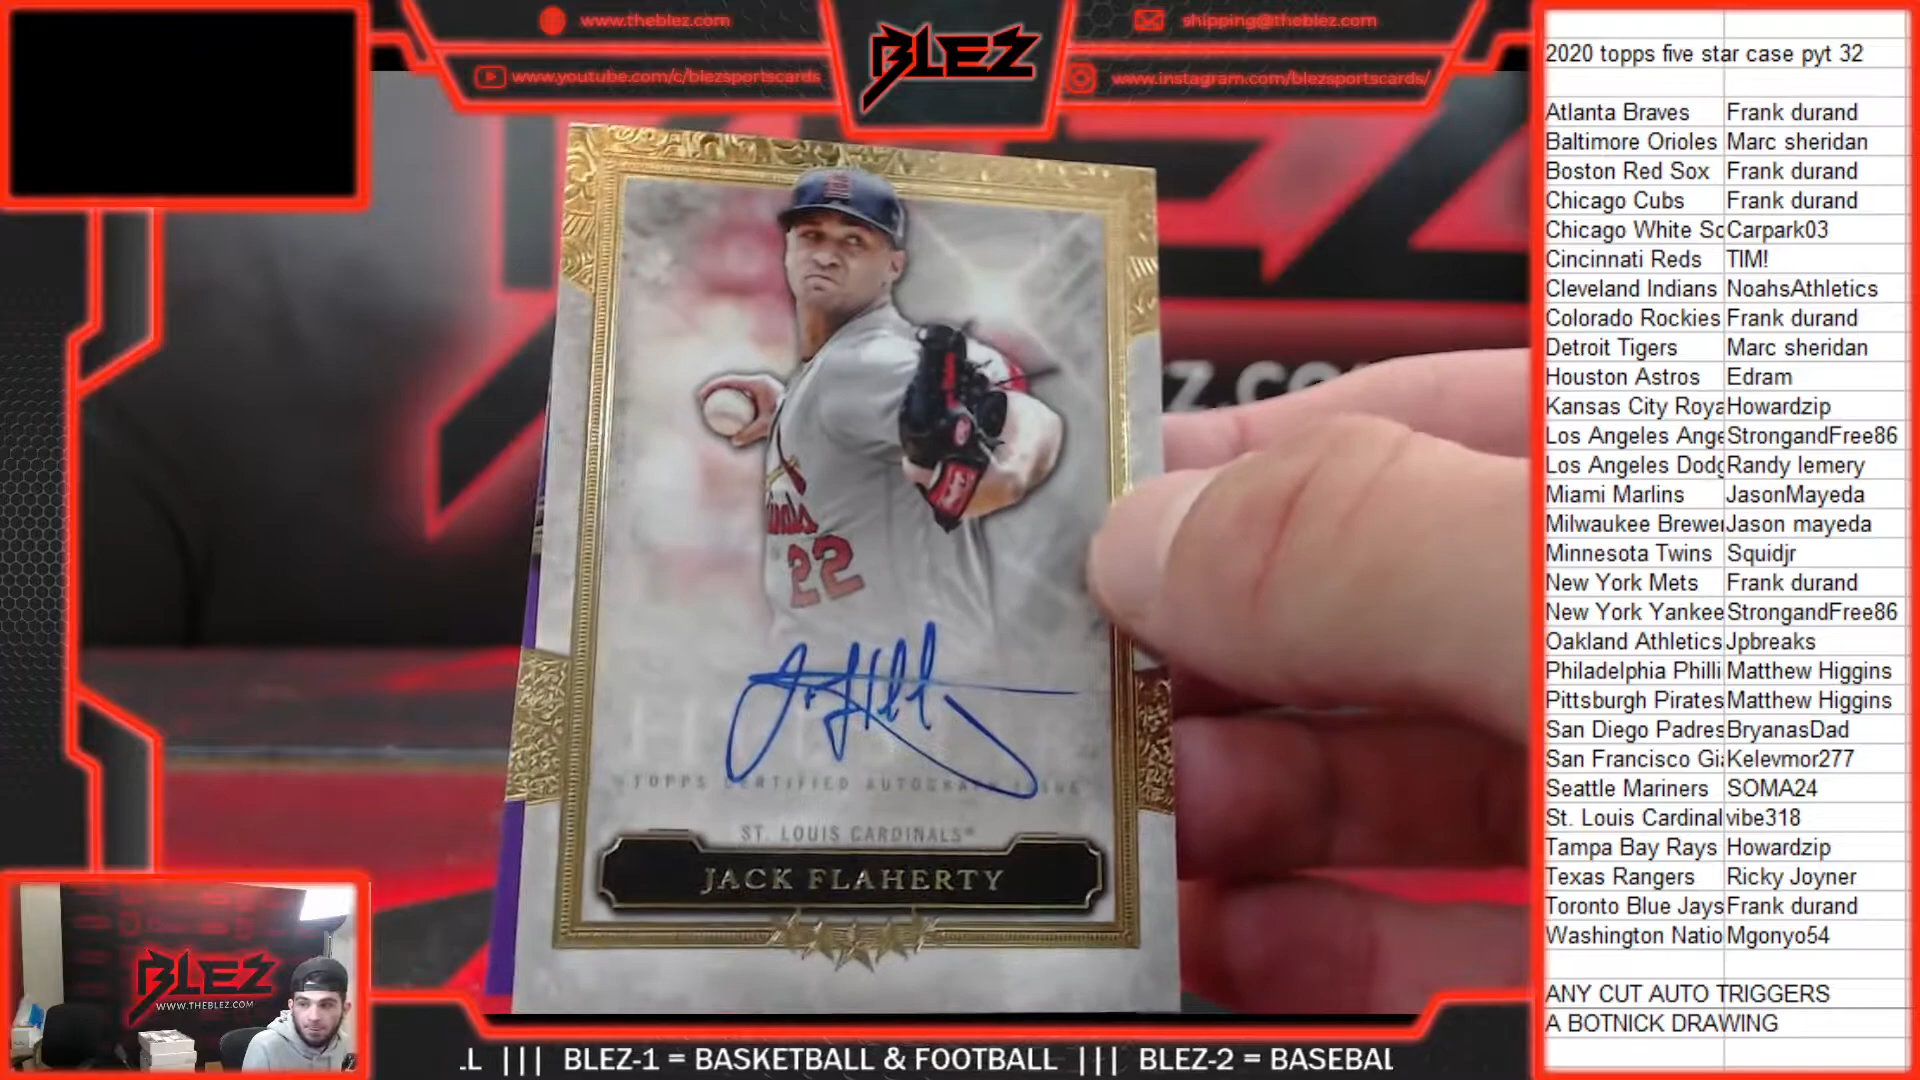 www.theblez.com
shipping@theblez.com
www.youtube.com/c/blezsportscards
www.instagram.com/blezsportscards/
BLEZ
Z.CO
22
TOPPS CERTIFIED AUTOGRAPH ISSUE
ST. LOUIS CARDINALS®
JACK FLAHERTY
BLEZ
WWW.THEBLEZ.COM
.L ||| BLEZ-1 = BASKETBALL & FOOTBALL ||| BLEZ-2 = BASEBAL
2020 topps five star case pyt 32
Atlanta Braves Frank durand
Baltimore Orioles Marc sheridan
Boston Red Sox Frank durand
Chicago Cubs Frank durand
Chicago White So Carpark03
Cincinnati Reds TIM!
Cleveland Indians NoahsAthletics
Colorado Rockies Frank durand
Detroit Tigers Marc sheridan
Houston Astros Edram
Kansas City Roya Howardzip
Los Angeles Ange StrongandFree86
Los Angeles Dodg Randy lemery
Miami Marlins JasonMayeda
Milwaukee Brewer Jason mayeda
Minnesota Twins Squidjr
New York Mets Frank durand
New York Yankee StrongandFree86
Oakland Athletics Jpbreaks
Philadelphia Philli Matthew Higgins
Pittsburgh Pirates Matthew Higgins
San Diego Padres BryanasDad
San Francisco Gi Kelevmor277
Seattle Mariners SOMA24
St. Louis Cardinal vibe318
Tampa Bay Rays Howardzip
Texas Rangers Ricky Joyner
Toronto Blue Jays Frank durand
Washington Natio Mgonyo54
ANY CUT AUTO TRIGGERS
A BOTNICK DRAWING